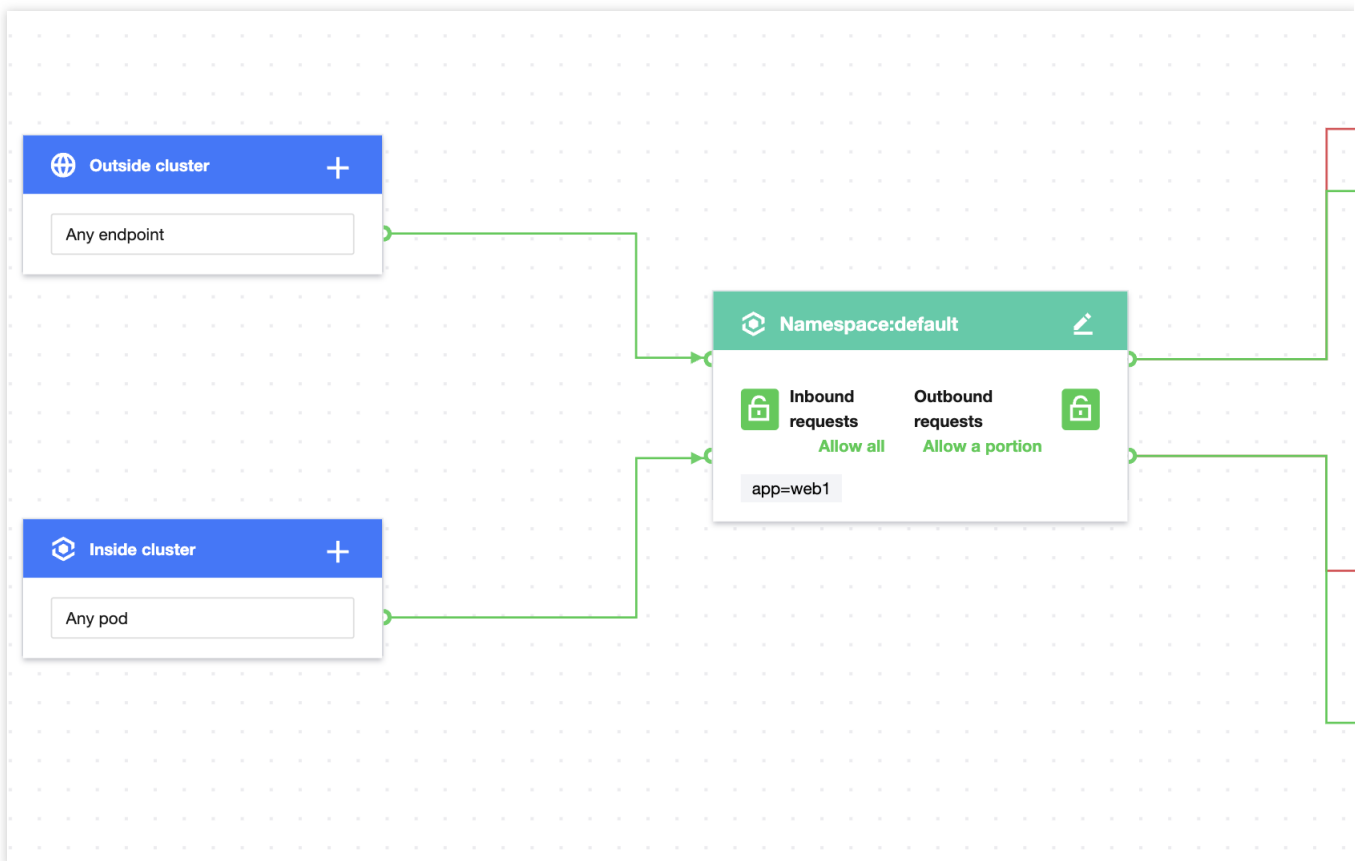 Outside cluster
Any endpoint
Namespace:default
Inbound requests
Outbound requests
Allow all
Allow a portion
app=web1
Inside cluster
Any pod